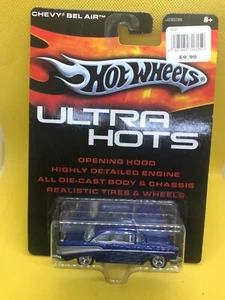 CHEVY BEL AIR™
8+
$9.95
HOT WHEELS
ULTRA
HOTS
OPENING HOOD
HIGHLY DETAILED ENGINE
ALL DIE-CAST BODY & CHASSIS
REALISTIC TIRES & WHEELS